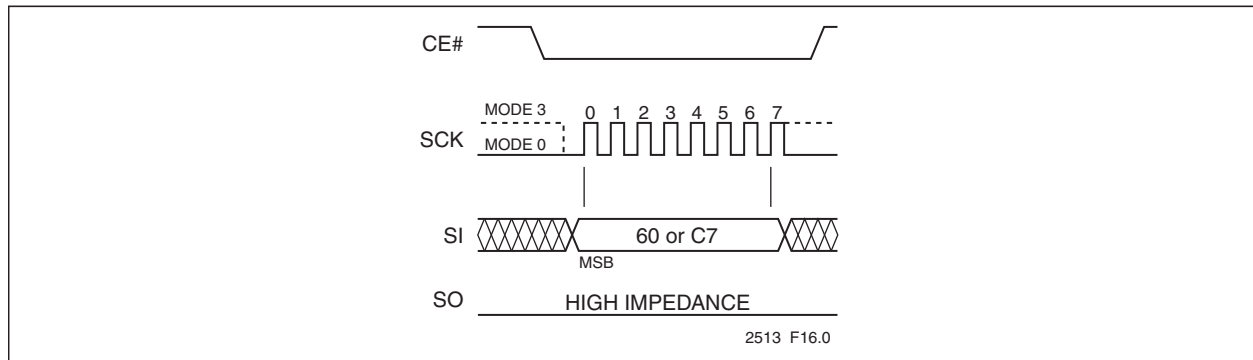 CE#
MODE 3 0 1 2 3 4 5 6 7
SCK
MODE 0
SI 60 or C7
MSB
SO HIGH IMPEDANCE
2513 F16.0